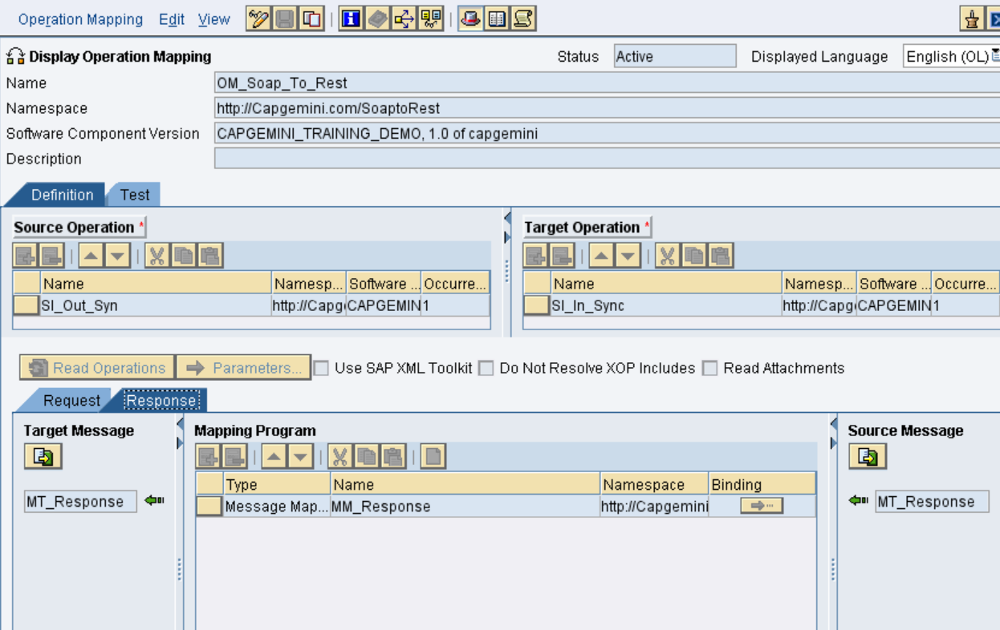 Operation Mapping Edit View
Display Operation Mapping Status Active Displayed Language English (OL)
Name OM_Soap_To_Rest
Namespace http://Capgemini.com/SoaptoRest
Software Component Version CAPGEMINI_TRAINING_DEMO, 1.0 of capgemini
Description
Definition Test
Source Operation * Target Operation *
Name Namesp... Software ... Occurre... Name Namesp... Software ... Occurre...
SI_Out_Syn http://Capg CAPGEMIN 1 SI_In_Sync http://Capg CAPGEMIN 1
Read Operations Parameters... Use SAP XML Toolkit Do Not Resolve XOP Includes Read Attachments
Request Response
Target Message Mapping Program Source Message
Type Name Namespace Binding
MT_Response Message Map... MM_Response http://Capgemini MT_Response